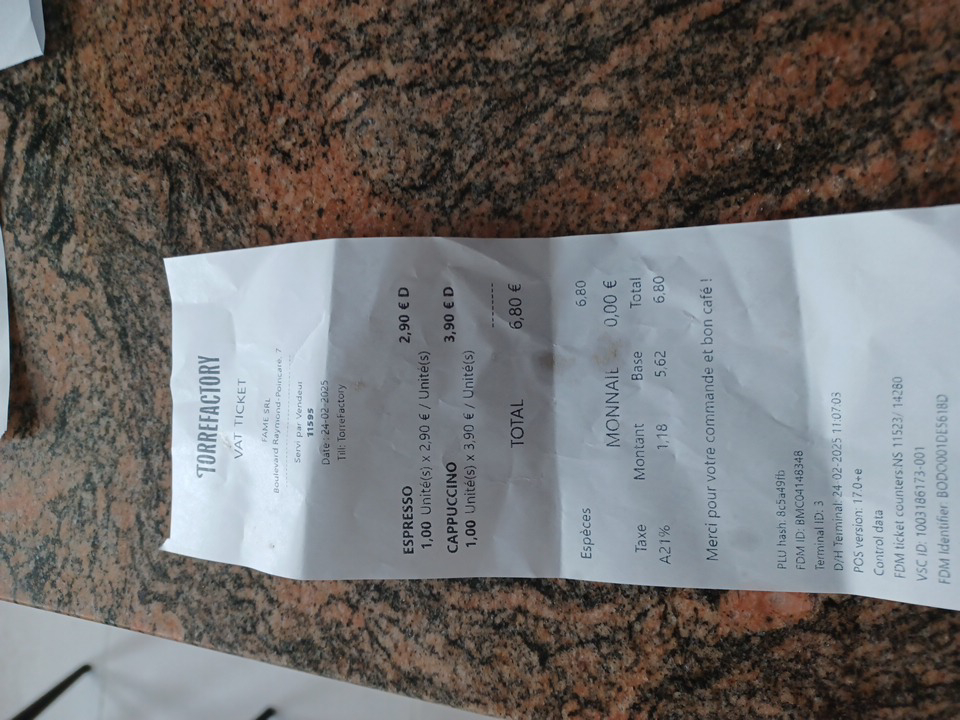 TORREFACTORY
VAT TICKET
FAME SRL
Boulevard Raymond Poincaré, 7
Servi par Vendeur
11595
Date: 24-02-2025
Till: TorreFactory
ESPRESSO
1,00 Unité(s) x 2,90 € / Unité(s) 2,90 € D
CAPPUCCINO
1,00 Unité(s) x 3,90 € / Unité(s) 3,90 € D
--------
TOTAL 6,80 €
Espèces 6,80
MONNAIE 0,00 €
Taxe Montant Base Total
A21% 1,18 5,62 6,80
Merci pour votre commande et bon café !
PLU hash: 8c5a49fb
FDM ID: BMC04148348
Terminal ID: 3
D/H Terminal: 24-02-2025 11:07:03
POS version: 17.0+e
Control data
FDM ticket counters:NS 11523/ 14280
VSC ID: 1003186173-001
FDM Identifier BODO001DE5618D